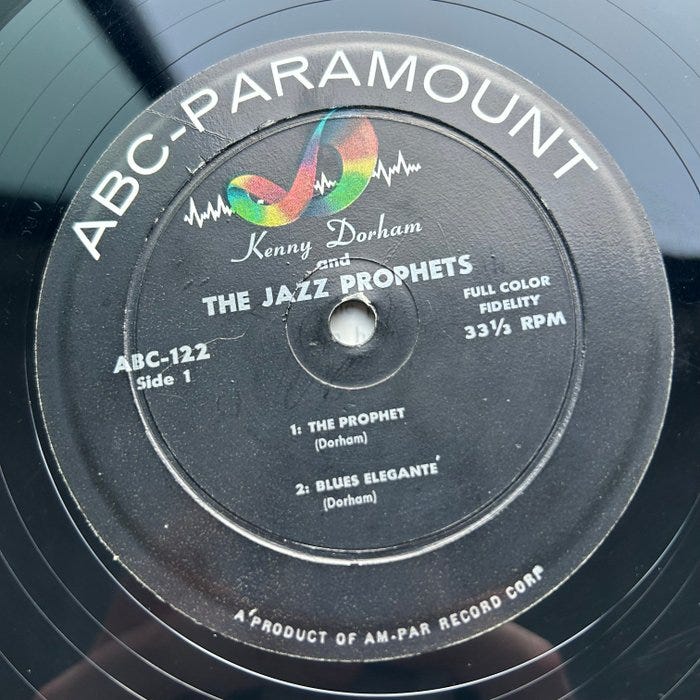 ABC-PARAMOUNT
Kenny Dorham
and
THE JAZZ PROPHETS
FULL COLOR
FIDELITY
33⅓ RPM
ABC-122
Side 1
1: THE PROPHET
(Dorham)
2: BLUES ELEGANTE´
(Dorham)
A PRODUCT OF AM-PAR RECORD CORP